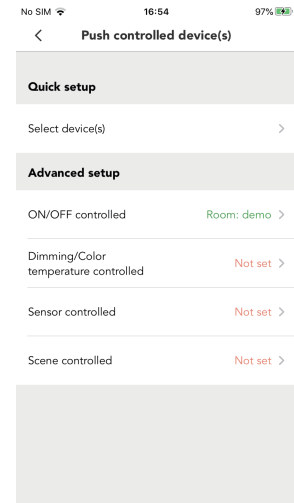 No SIM 16:54 97%
Push controlled device(s)
Quick setup
Select device(s)
Advanced setup
ON/OFF controlled Room: demo
Dimming/Color
temperature controlled Not set
Sensor controlled Not set
Scene controlled Not set